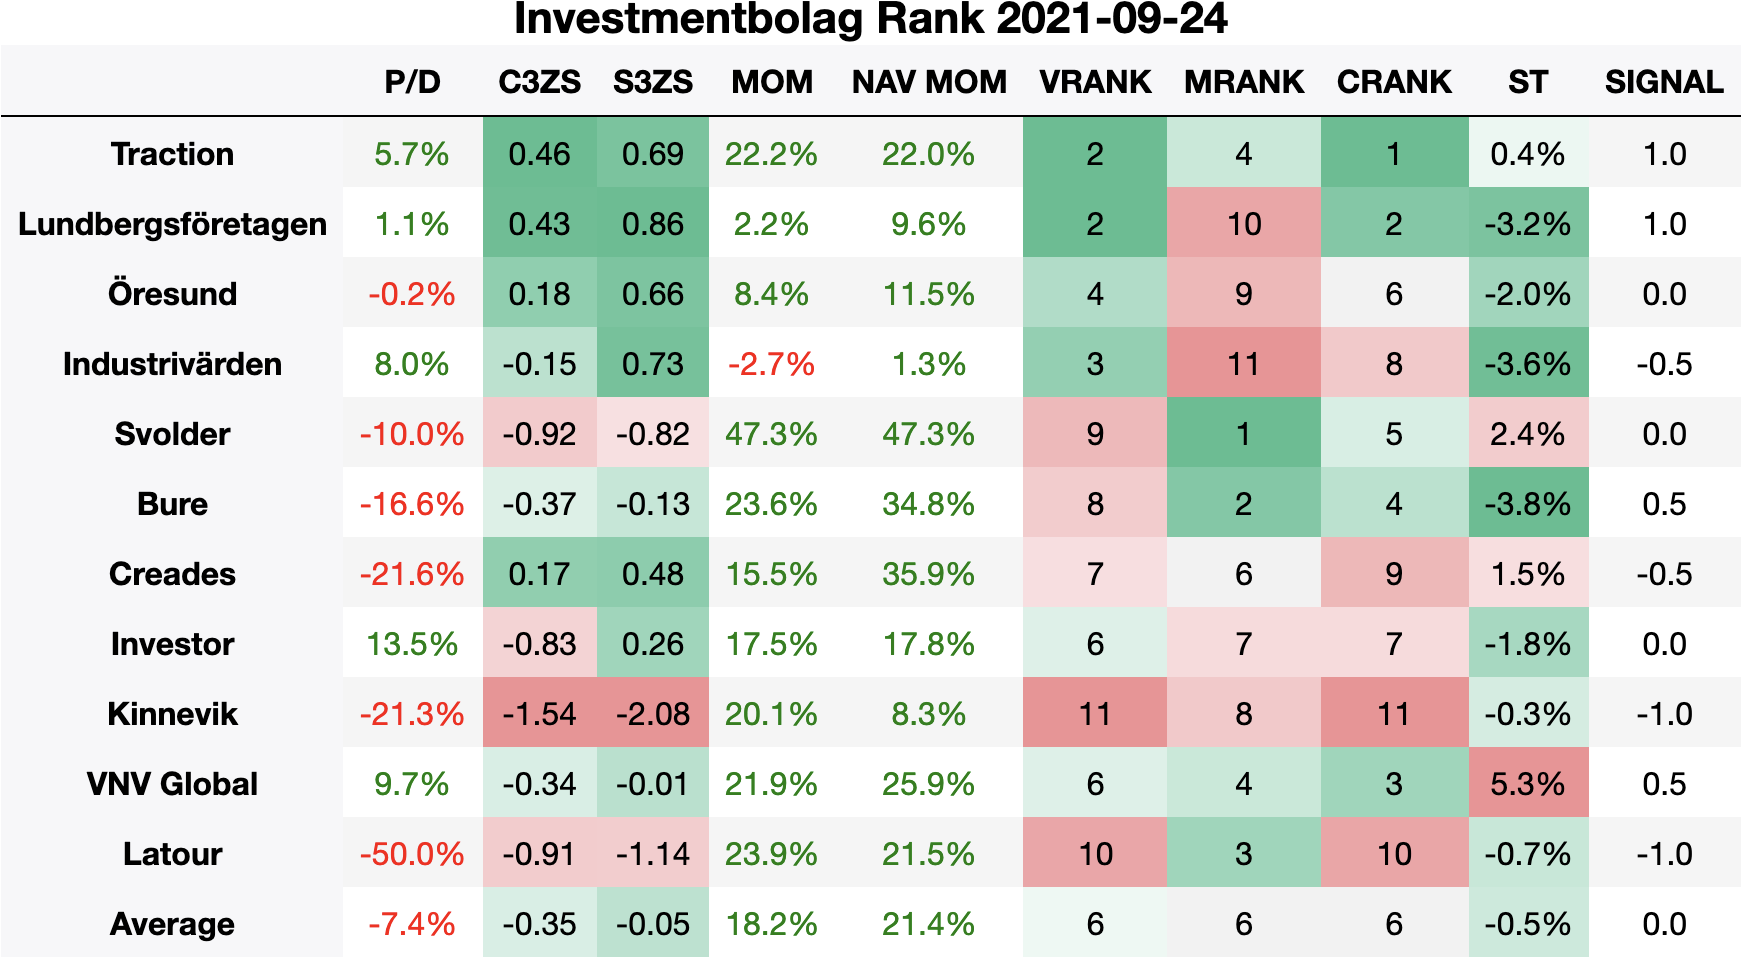 Investmentbolag Rank 2021-09-24
P/D C3ZS S3ZS MOM NAV MOM VRANK MRANK CRANK ST SIGNAL
Traction 5.7% 0.46 0.69 22.2% 22.0% 2 4 1 0.4% 1.0
Lundbergsföretagen 1.1% 0.43 0.86 2.2% 9.6% 2 10 2 -3.2% 1.0
Öresund -0.2% 0.18 0.66 8.4% 11.5% 4 9 6 -2.0% 0.0
Industrivärden 8.0% -0.15 0.73 -2.7% 1.3% 3 11 8 -3.6% -0.5
Svolder -10.0% -0.92 -0.82 47.3% 47.3% 9 1 5 2.4% 0.0
Bure -16.6% -0.37 -0.13 23.6% 34.8% 8 2 4 -3.8% 0.5
Creades -21.6% 0.17 0.48 15.5% 35.9% 7 6 9 1.5% -0.5
Investor 13.5% -0.83 0.26 17.5% 17.8% 6 7 7 -1.8% 0.0
Kinnevik -21.3% -1.54 -2.08 20.1% 8.3% 11 8 11 -0.3% -1.0
VNV Global 9.7% -0.34 -0.01 21.9% 25.9% 6 4 3 5.3% 0.5
Latour -50.0% -0.91 -1.14 23.9% 21.5% 10 3 10 -0.7% -1.0
Average -7.4% -0.35 -0.05 18.2% 21.4% 6 6 6 -0.5% 0.0